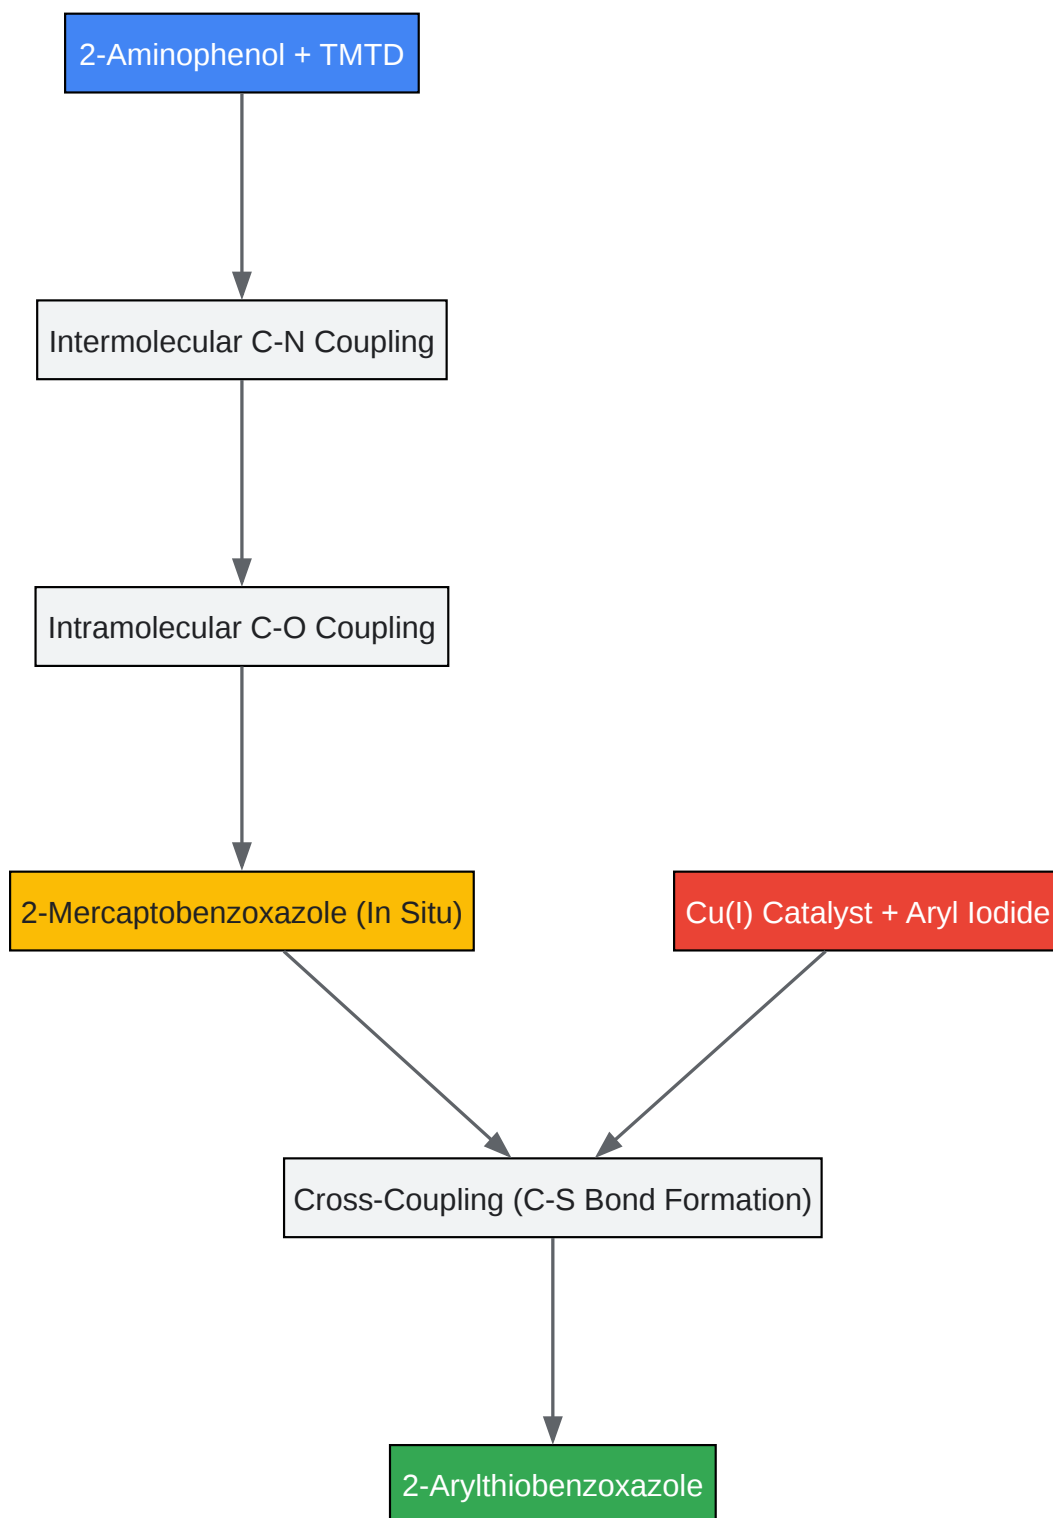 2-Aminophenol + TMTD
Intermolecular C-N Coupling
Intramolecular C-O Coupling
2-Mercaptobenzoxazole (In Situ)
Cu(I) Catalyst + Aryl Iodide
Cross-Coupling (C-S Bond Formation)
2-Arylthiobenzoxazole